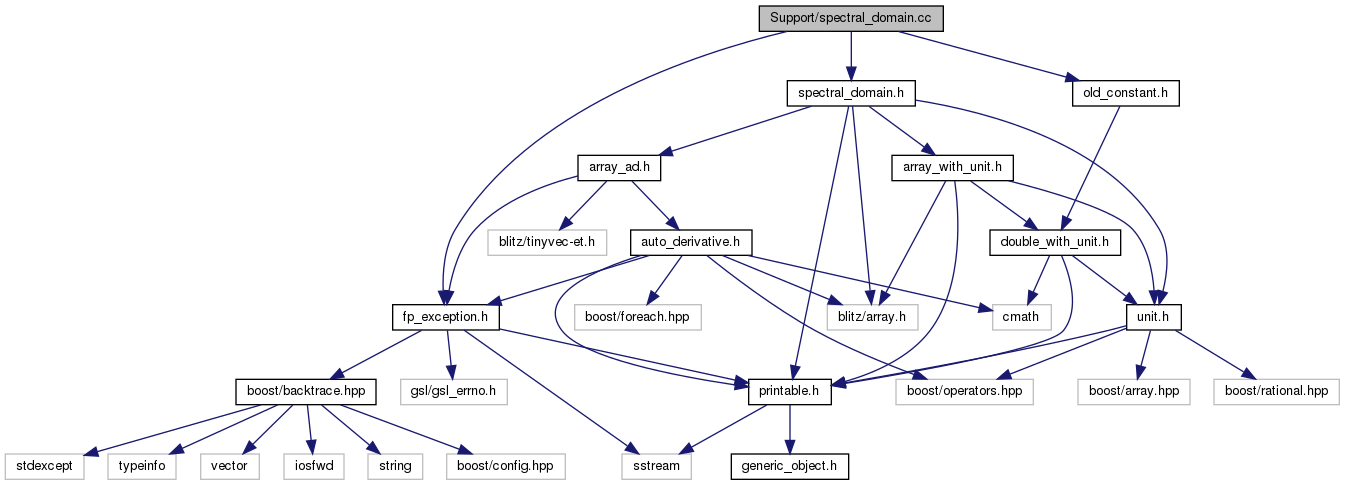 Support/spectral_domain.cc
spectral_domain.h
old_constant.h
array_ad.h
array_with_unit.h
blitz/tinyvec-et.h
auto_derivative.h
double_with_unit.h
fp_exception.h
boost/foreach.hpp
blitz/array.h
cmath
unit.h
boost/backtrace.hpp
gsl/gsl_errno.h
printable.h
boost/operators.hpp
boost/array.hpp
boost/rational.hpp
stdexcept
typeinfo
vector
iosfwd
string
boost/config.hpp
sstream
generic_object.h